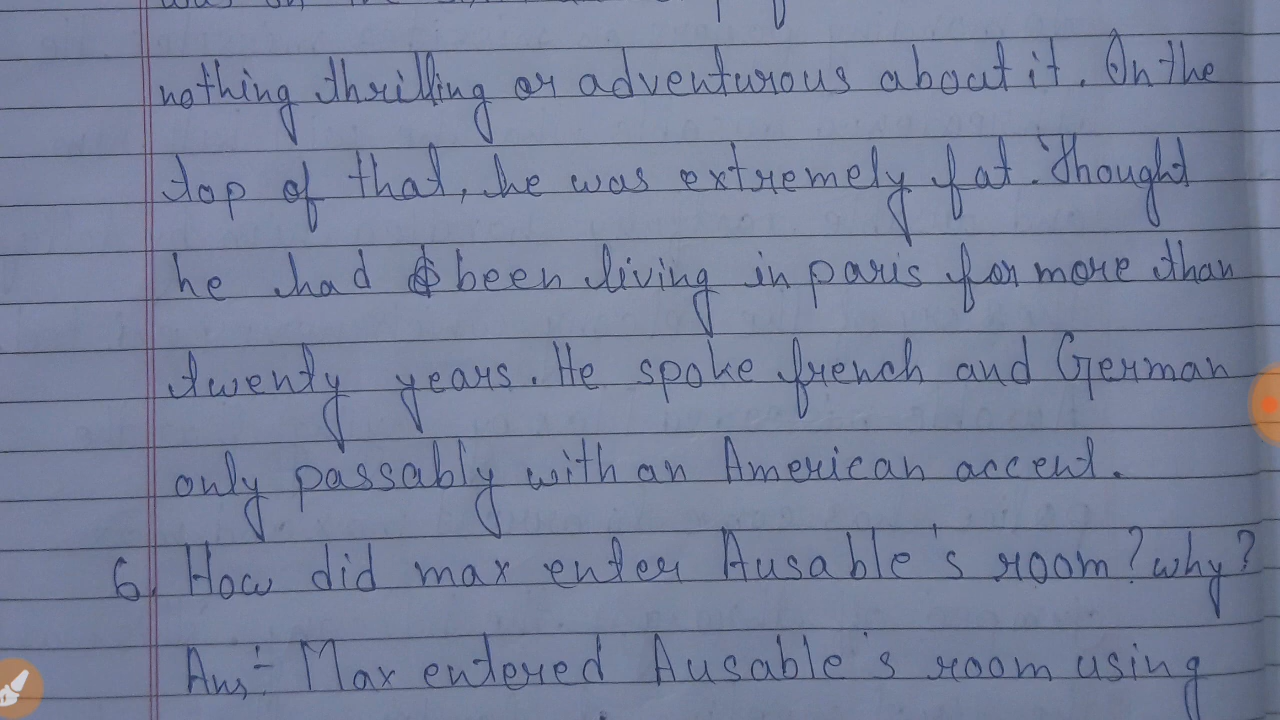 nothing thrilling or adventurous about it. On the
top of that, he was extremely fat. Thought
he had been living in paris for more than
twenty years. He spoke french and German
only passably with an American accent.
6. How did max enter Ausable's room? why?
Ans:- Max entered Ausable's room using